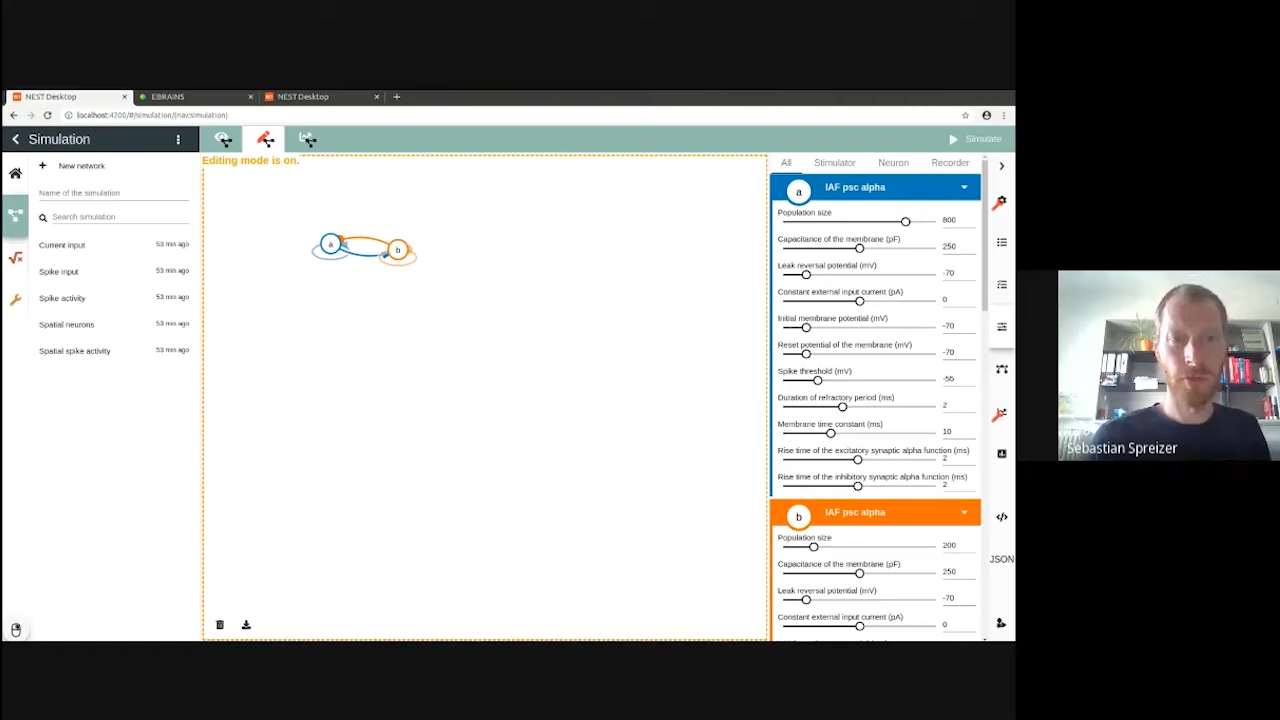 NEST Desktop
EBRAINS
NEST Desktop
localhost:4200/#/simulation/(nav:simulation)
Simulation
Simulate
New network
Name of the simulation
Search simulation
Current input 53 min ago
Spike input 53 min ago
Spike activity 53 min ago
Spatial neurons 53 min ago
Spatial spike activity 53 min ago
Editing mode is on.
a
b
All Stimulator Neuron Recorder
a IAF psc alpha
Population size 800
Capacitance of the membrane (pF) 250
Leak reversal potential (mV) -70
Constant external input current (pA) 0
Initial membrane potential (mV) -70
Reset potential of the membrane (mV) -70
Spike threshold (mV) -55
Duration of refractory period (ms) 2
Membrane time constant (ms) 10
Rise time of the excitatory synaptic alpha function (ms) 2
Rise time of the inhibitory synaptic alpha function (ms) 2
b IAF psc alpha
Population size 200
Capacitance of the membrane (pF) 250
Leak reversal potential (mV) -70
Constant external input current (pA) 0
JSON
Sebastian Spreizer